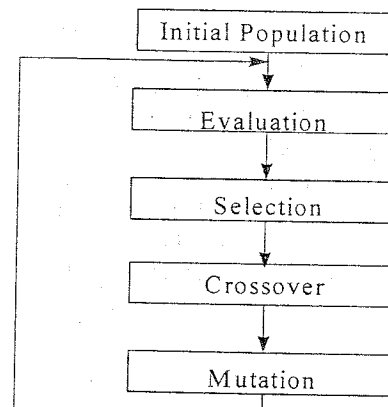 Initial Population
Evaluation
Selection
Crossover
Mutation